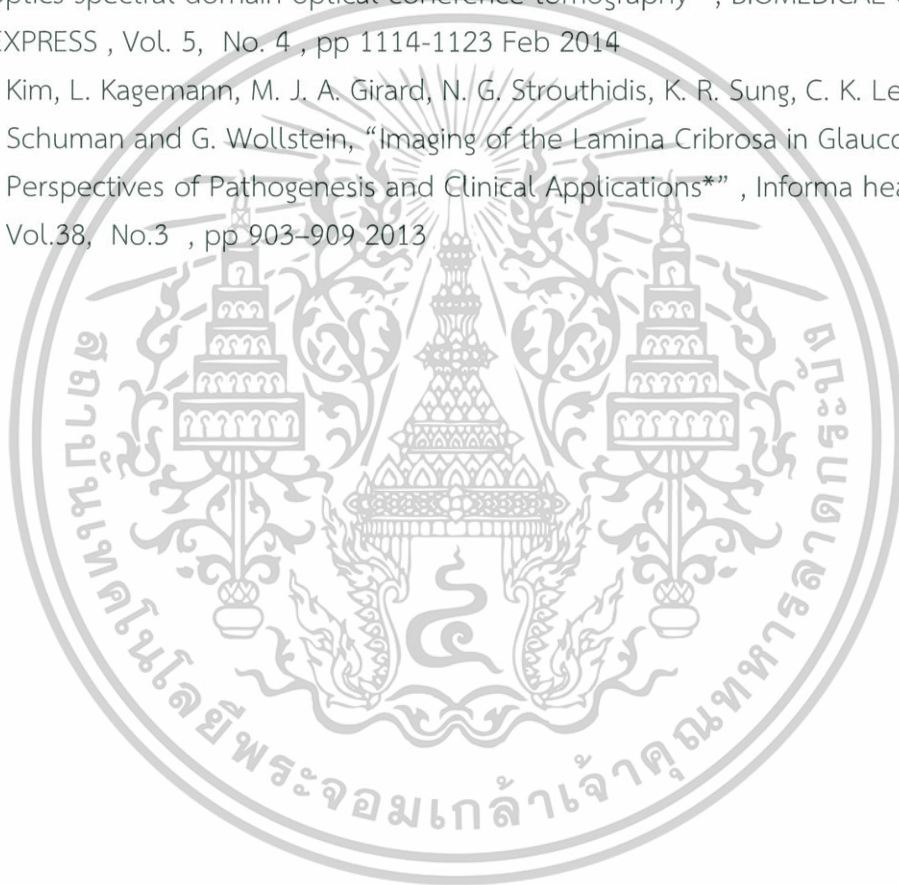 optics spectral domain optical coherence tomography" , BIOMEDICAL
EXPRESS , Vol. 5, No. 4 , pp 1114-1123 Feb 2014
Kim, L. Kagemann, M. J. A. Girard, N. G. Strouthidis, K. R. Sung, C. K. Le
Schuman and G. Wollstein, “Imaging of the Lamina Cribrosa in Glauco
Perspectives of Pathogenesis and Clinical Applications*” , Informa hea
Vol.38, No.3 , pp 903–909 2013
สถาบันเทคโนโลยีพระจอมเกล้าเจ้าคุณทหารลาดกระบัง